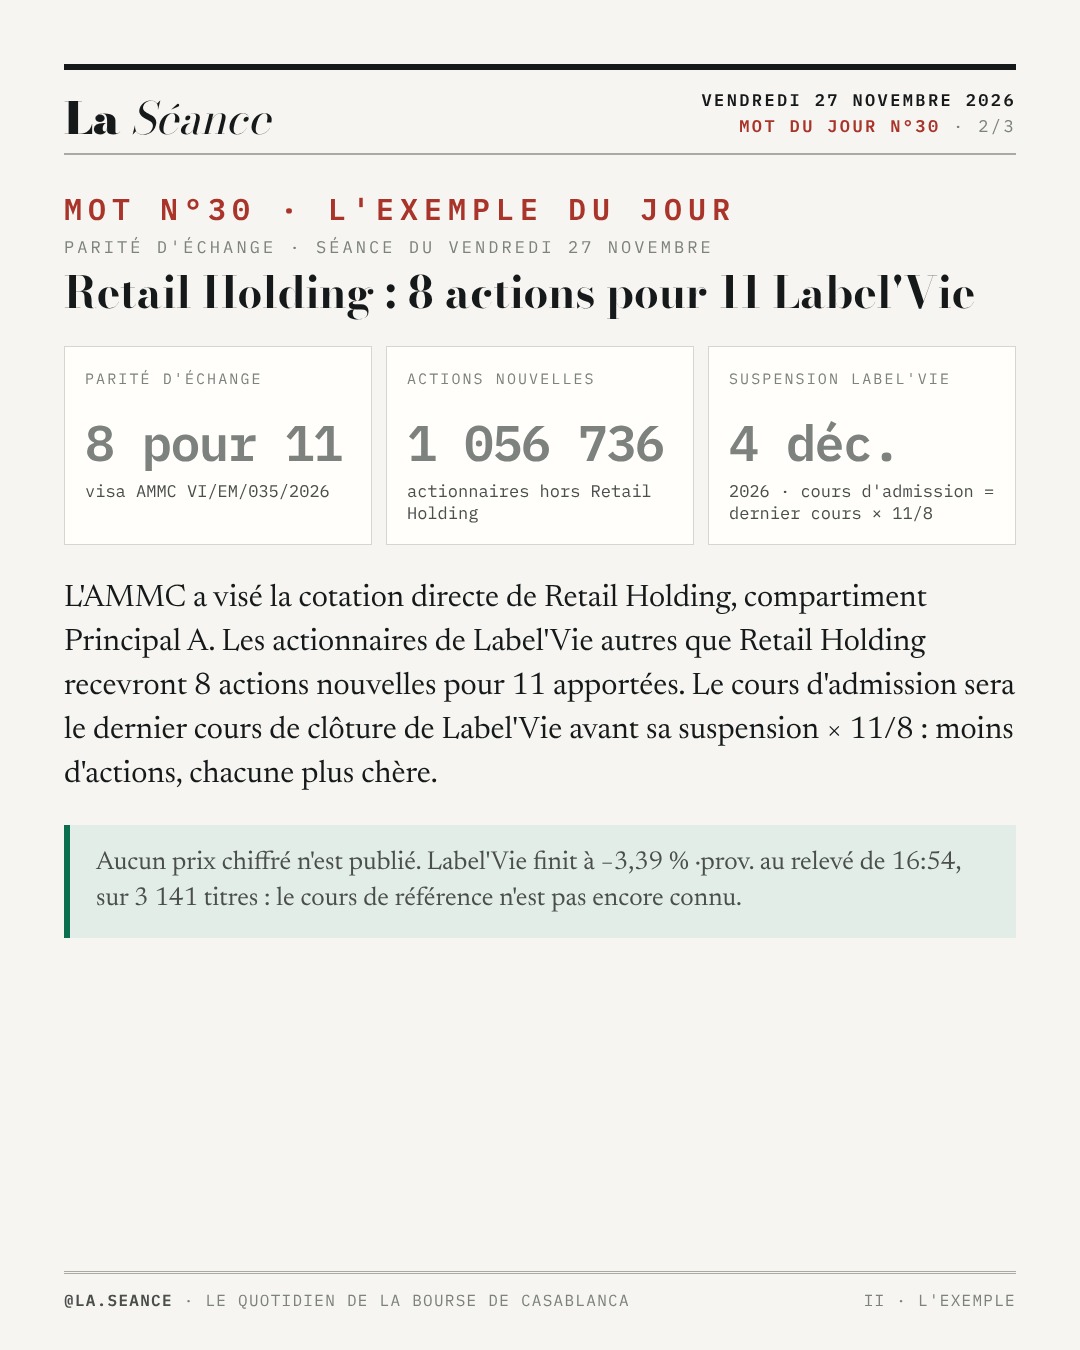 La Séance
VENDREDI 27 NOVEMBRE 2026
MOT DU JOUR N°30 · 2/3
MOT N°30 · L'EXEMPLE DU JOUR
PARITÉ D'ÉCHANGE · SÉANCE DU VENDREDI 27 NOVEMBRE
Retail Holding : 8 actions pour 11 Label'Vie
PARITÉ D'ÉCHANGE
8 pour 11
visa AMMC VI/EM/035/2026
ACTIONS NOUVELLES
1 056 736
actionnaires hors Retail
Holding
SUSPENSION LABEL'VIE
4 déc.
2026 · cours d'admission =
dernier cours × 11/8
L'AMMC a visé la cotation directe de Retail Holding, compartiment
Principal A. Les actionnaires de Label'Vie autres que Retail Holding
recevront 8 actions nouvelles pour 11 apportées. Le cours d'admission sera
le dernier cours de clôture de Label'Vie avant sa suspension × 11/8 : moins
d'actions, chacune plus chère.
Aucun prix chiffré n'est publié. Label'Vie finit à −3,39 % ·prov. au relevé de 16:54,
sur 3 141 titres : le cours de référence n'est pas encore connu.
@LA.SEANCE · LE QUOTIDIEN DE LA BOURSE DE CASABLANCA
II · L'EXEMPLE